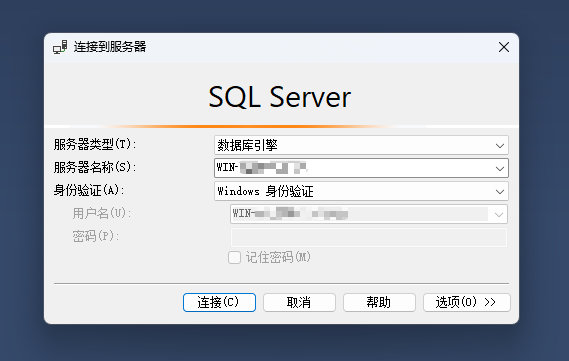 连接到服务器
SQL Server
服务器类型(T): 数据库引擎
服务器名称(S): WIN-
身份验证(A): Windows 身份验证
用户名(U): WIN-
密码(P):
记住密码(M)
连接(C) 取消 帮助 选项(O) >>